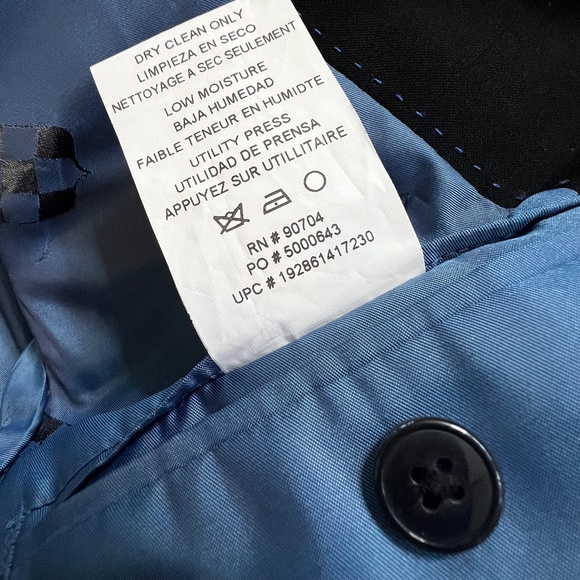 DRY CLEAN ONLY
LIMPIEZA EN SECO
NETTOYAGE A SEC SEULEMENT
LOW MOISTURE
BAJA HUMEDAD
FAIBLE TENEUR EN HUMIDTE
UTILITY PRESS
UTILIDAD DE PRENSA
APPUYEZ SUR UTILLITAIRE
RN # 90704
PO # 5000643
UPC # 192861417230